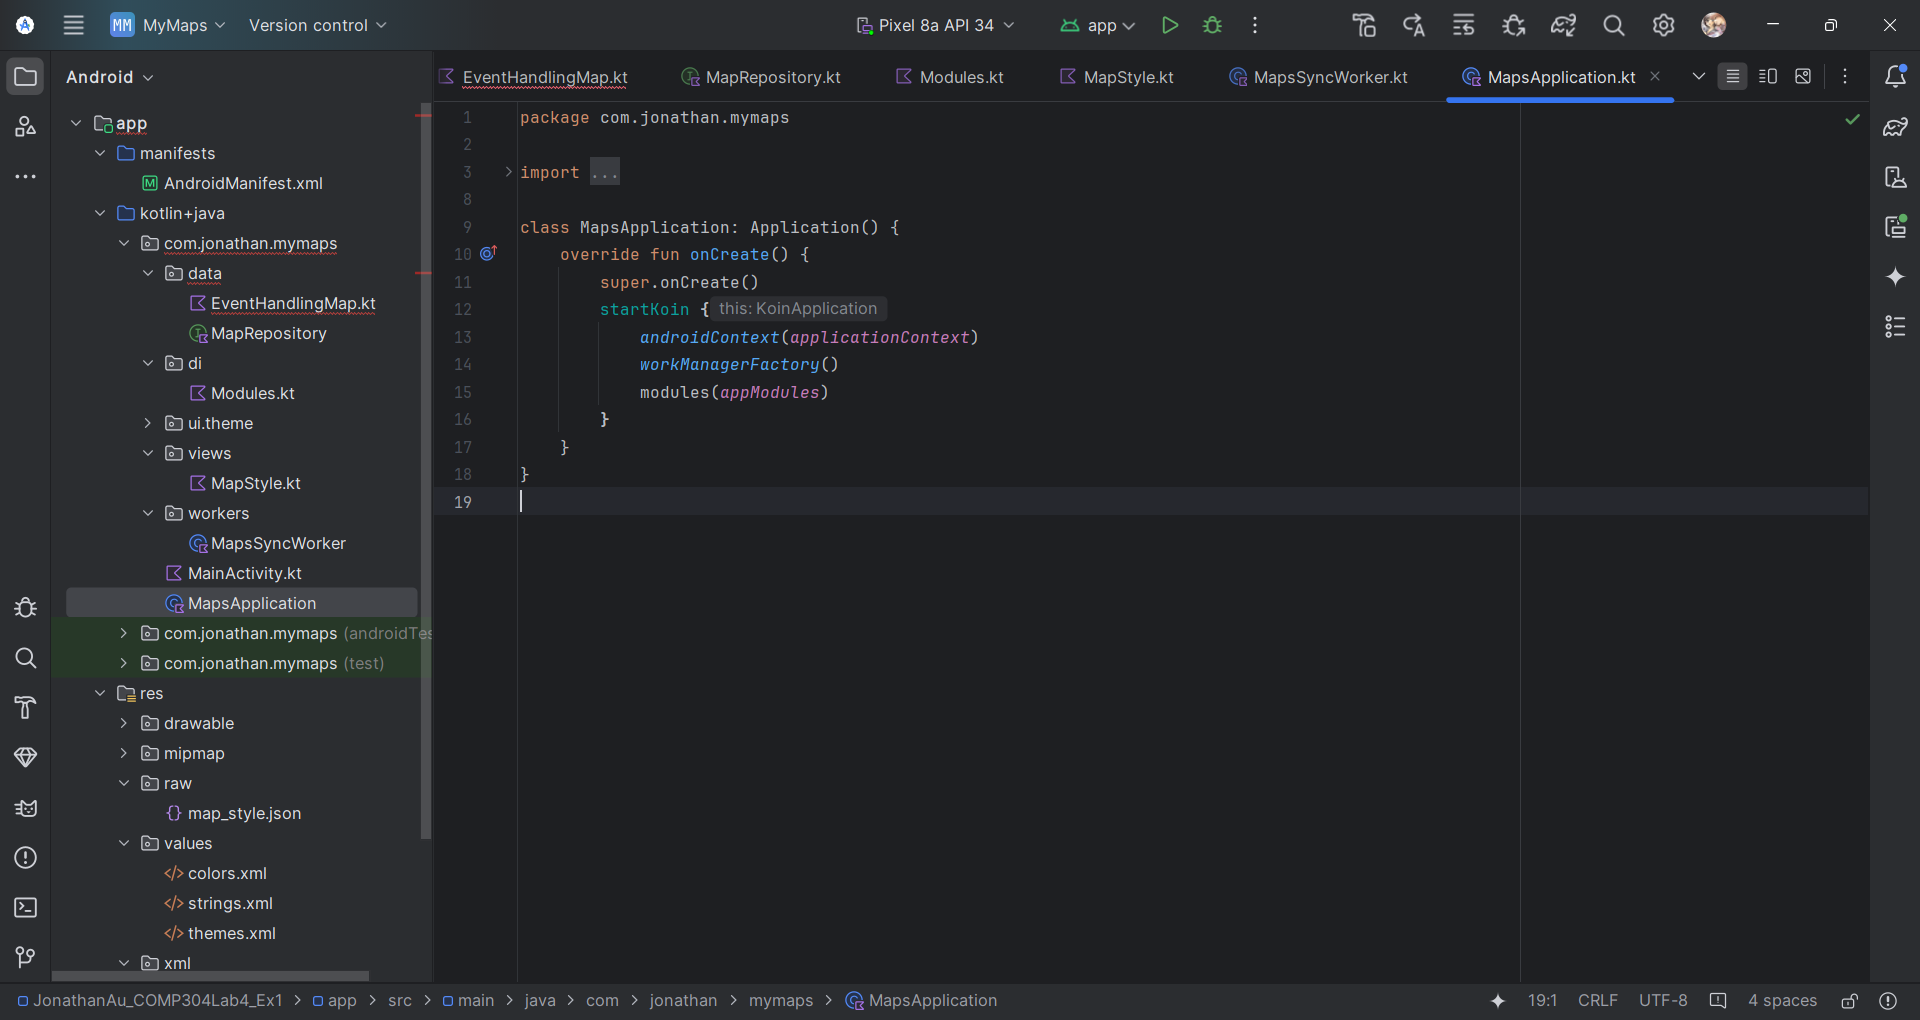 MM MyMaps Version control Pixel 8a API 34 app
Android
EventHandlingMap.kt MapRepository.kt Modules.kt MapStyle.kt MapsSyncWorker.kt MapsApplication.kt
app
manifests
AndroidManifest.xml
kotlin+java
com.jonathan.mymaps
data
EventHandlingMap.kt
MapRepository
di
Modules.kt
ui.theme
views
MapStyle.kt
workers
MapsSyncWorker
MainActivity.kt
MapsApplication
com.jonathan.mymaps (androidTes
com.jonathan.mymaps (test)
res
drawable
mipmap
raw
map_style.json
values
colors.xml
strings.xml
themes.xml
xml
1 package com.jonathan.mymaps
2
3 import ...
8
9 class MapsApplication: Application() {
10 override fun onCreate() {
11 super.onCreate()
12 startKoin { this: KoinApplication
13 androidContext(applicationContext)
14 workManagerFactory()
15 modules(appModules)
16 }
17 }
18 }
19
JonathanAu_COMP304Lab4_Ex1 > app > src > main > java > com > jonathan > mymaps > MapsApplication 19:1 CRLF UTF-8 4 spaces